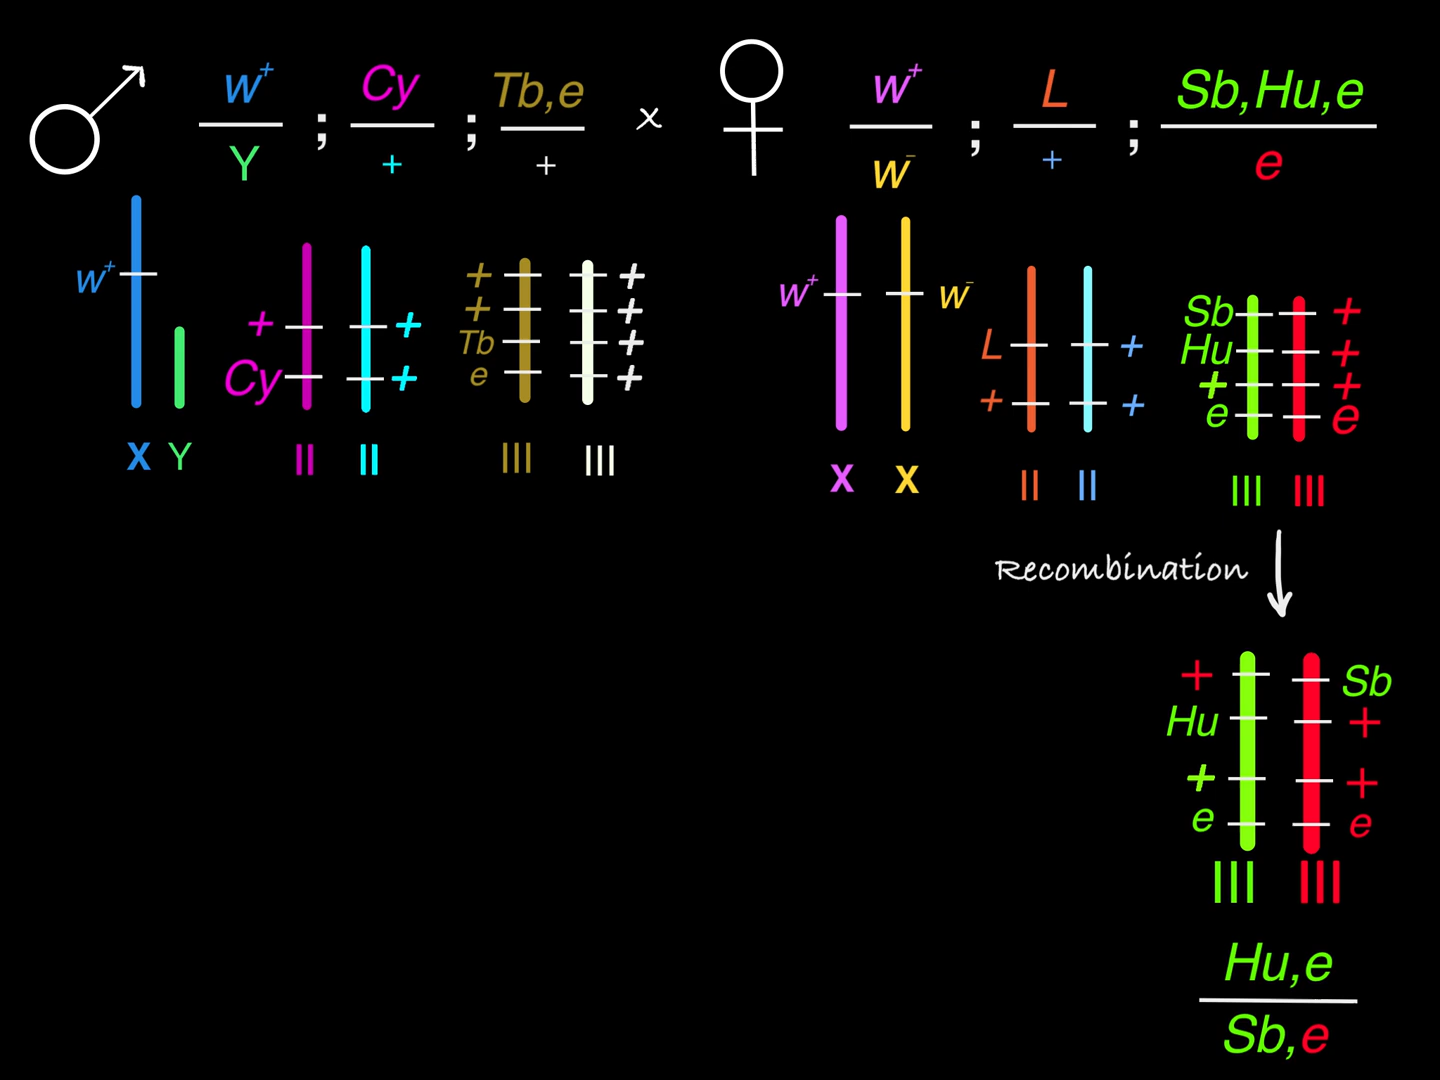 w⁺ Cy Tb,e x w⁺ L Sb,Hu,e
; ; ; ;
Y + + w⁻ + e
w⁺ + + + + w⁺ w⁻ L + Sb +
+ + Hu +
Cy + Tb + + + + +
e + e e
X Y II II III III X X II II III III
Recombination
+ Sb
Hu +
+ +
e e
III III
Hu,e
Sb,e